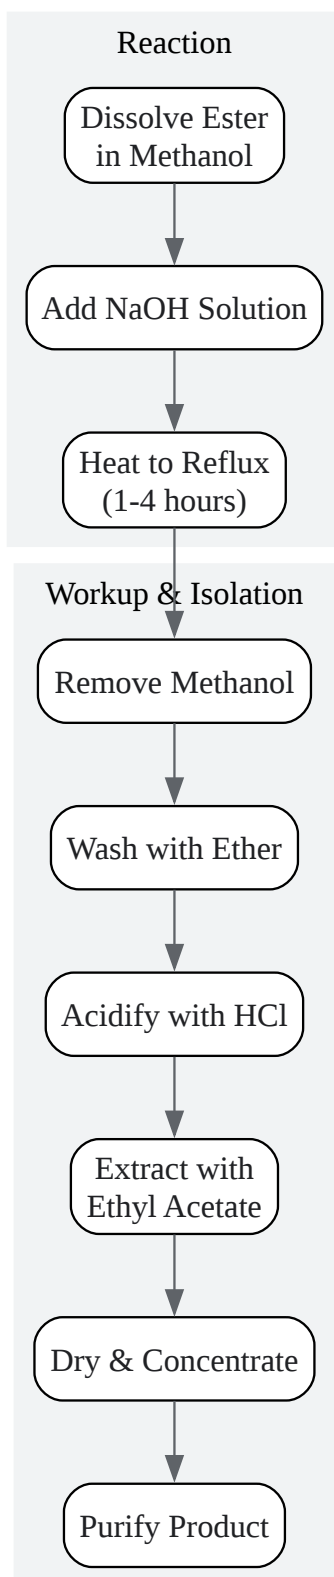 Reaction
Dissolve Ester
in Methanol
Add NaOH Solution
Heat to Reflux
(1-4 hours)
Workup & Isolation
Remove Methanol
Wash with Ether
Acidify with HCl
Extract with
Ethyl Acetate
Dry & Concentrate
Purify Product